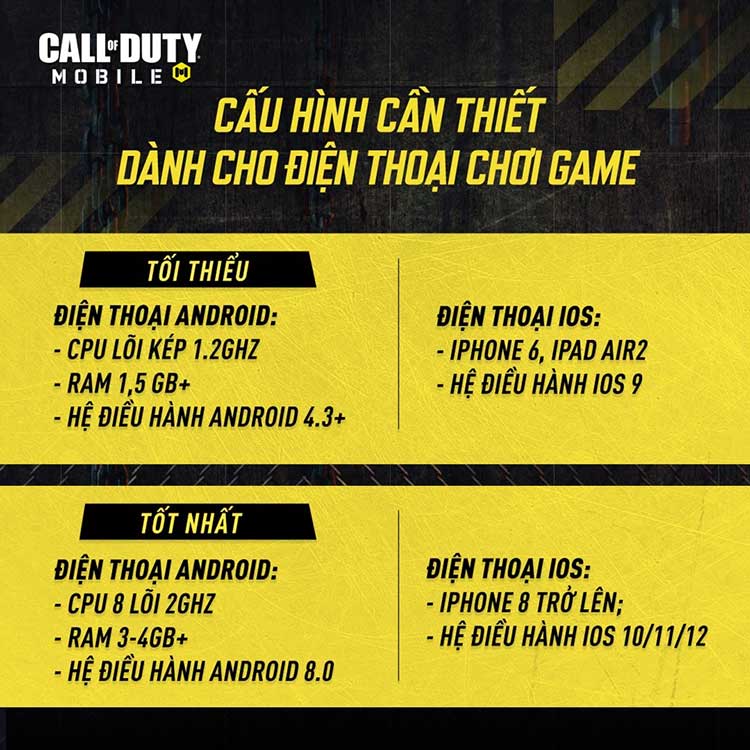 CALL OF DUTY
MOBILE
CẤU HÌNH CẦN THIẾT
DÀNH CHO ĐIỆN THOẠI CHƠI GAME
TỐI THIỂU
ĐIỆN THOẠI ANDROID:
- CPU LÕI KÉP 1.2GHZ
- RAM 1,5 GB+
- HỆ ĐIỀU HÀNH ANDROID 4.3+
ĐIỆN THOẠI IOS:
- IPHONE 6, IPAD AIR2
- HỆ ĐIỀU HÀNH IOS 9
TỐT NHẤT
ĐIỆN THOẠI ANDROID:
- CPU 8 LÕI 2GHZ
- RAM 3-4GB+
- HỆ ĐIỀU HÀNH ANDROID 8.0
ĐIỆN THOẠI IOS:
- IPHONE 8 TRỞ LÊN;
- HỆ ĐIỀU HÀNH IOS 10/11/12